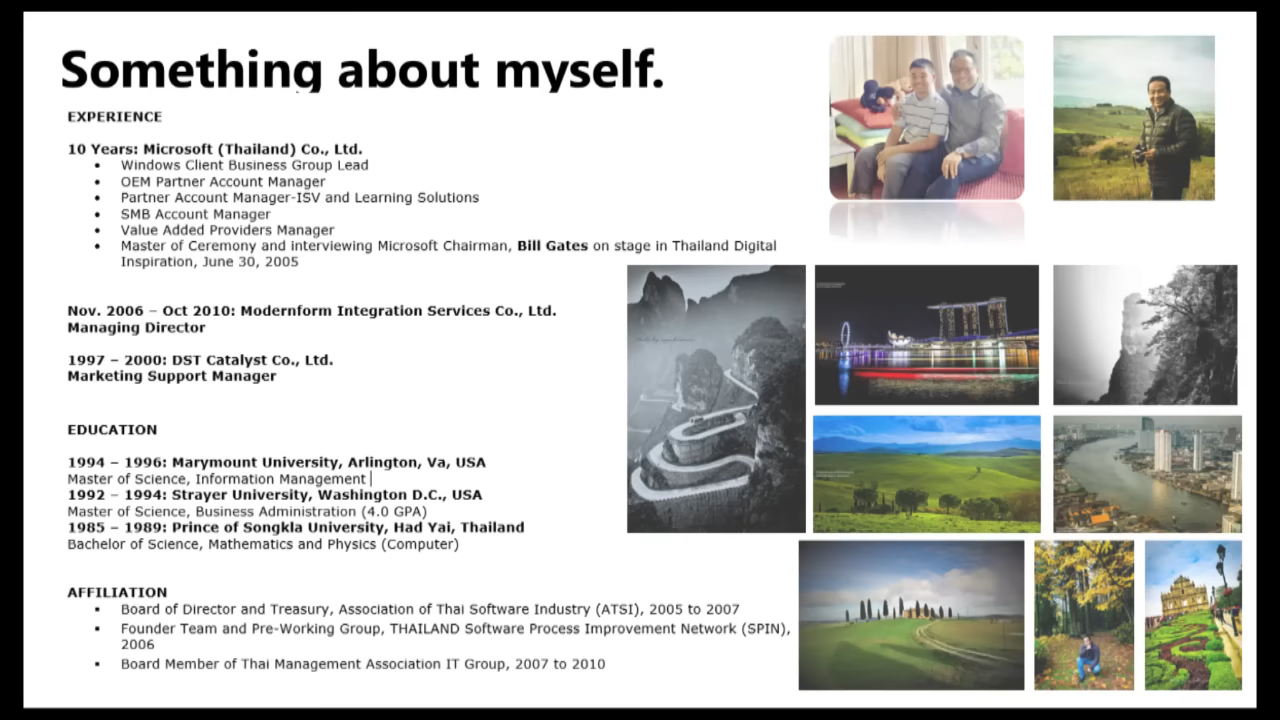 Something about myself.
EXPERIENCE
10 Years: Microsoft (Thailand) Co., Ltd.
• Windows Client Business Group Lead
• OEM Partner Account Manager
• Partner Account Manager-ISV and Learning Solutions
• SMB Account Manager
• Value Added Providers Manager
• Master of Ceremony and interviewing Microsoft Chairman, Bill Gates on stage in Thailand Digital
Inspiration, June 30, 2005
Nov. 2006 – Oct 2010: Modernform Integration Services Co., Ltd.
Managing Director
1997 – 2000: DST Catalyst Co., Ltd.
Marketing Support Manager
EDUCATION
1994 – 1996: Marymount University, Arlington, Va, USA
Master of Science, Information Management
1992 – 1994: Strayer University, Washington D.C., USA
Master of Science, Business Administration (4.0 GPA)
1985 – 1989: Prince of Songkla University, Had Yai, Thailand
Bachelor of Science, Mathematics and Physics (Computer)
AFFILIATION
▪ Board of Director and Treasury, Association of Thai Software Industry (ATSI), 2005 to 2007
▪ Founder Team and Pre-Working Group, THAILAND Software Process Improvement Network (SPIN),
2006
▪ Board Member of Thai Management Association IT Group, 2007 to 2010